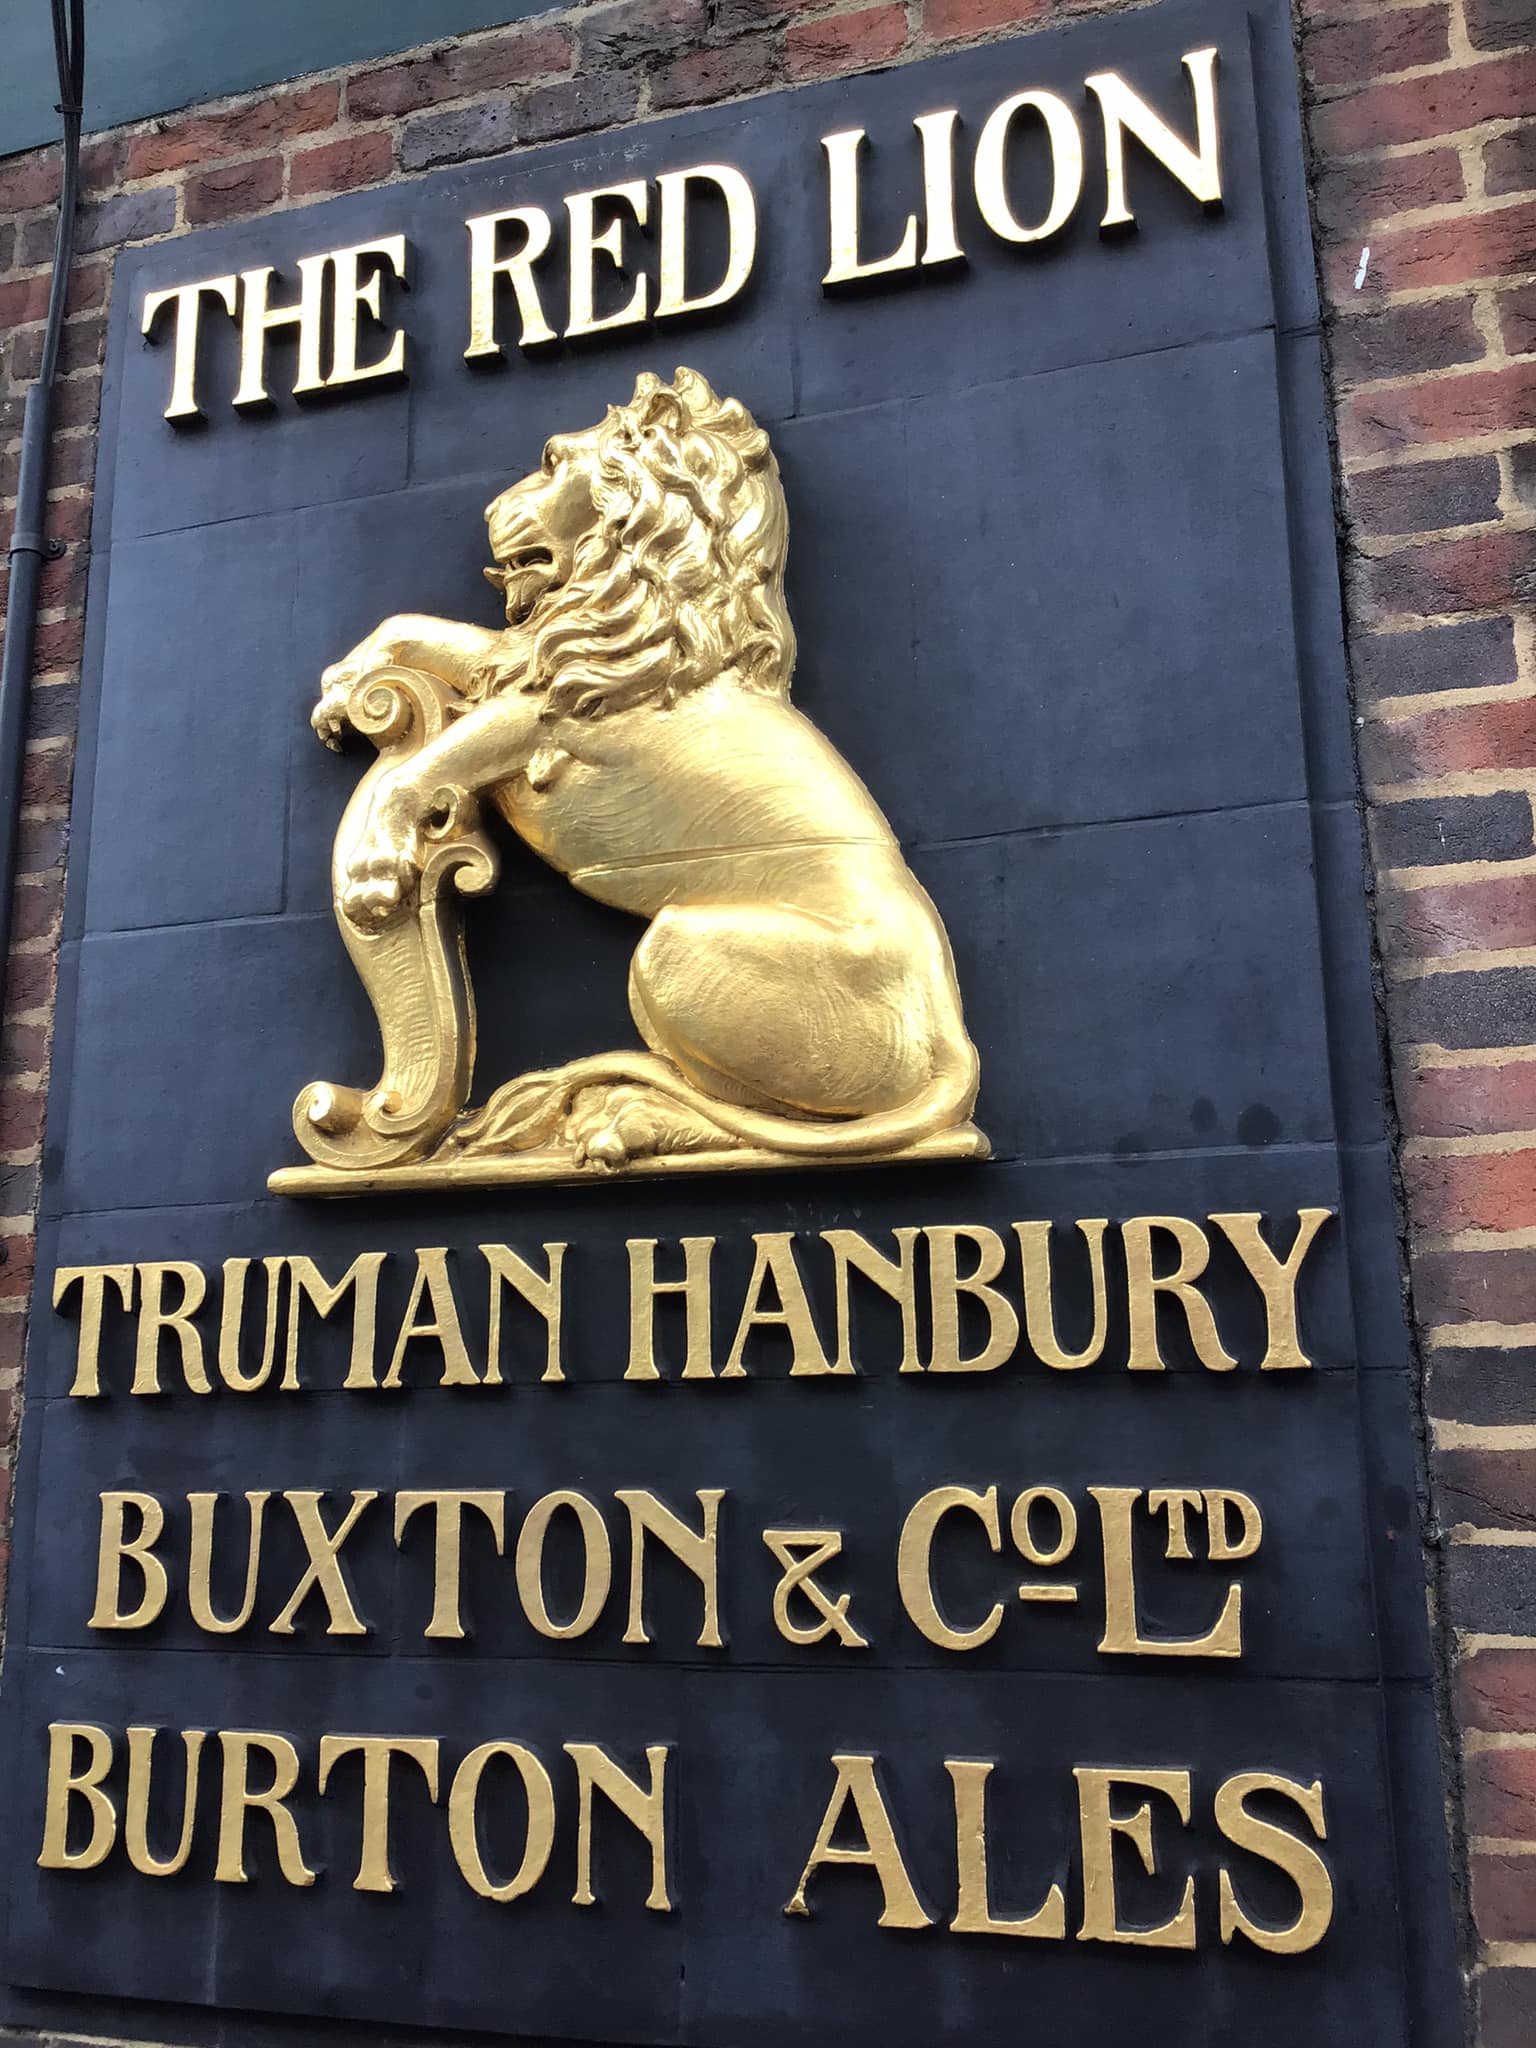 THE RED LION
TRUMAN HANBURY
BUXTON & Co LTD
BURTON ALES